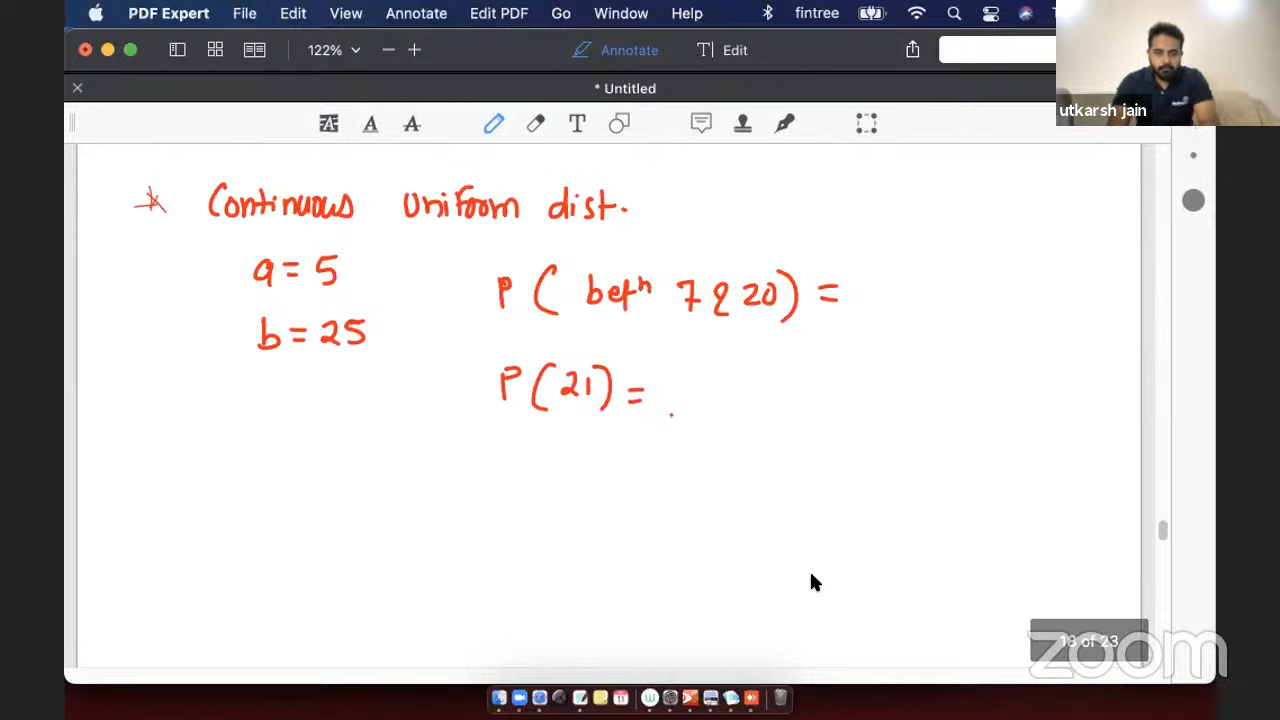 PDF Expert File Edit View Annotate Edit PDF Go Window Help fintree
122% Annotate Edit
* Untitled
utkarsh jain
Continuous uniform dist.
a = 5
P ( betⁿ 7 & 20) =
b = 25
P (21) =
18 of 23
zoom